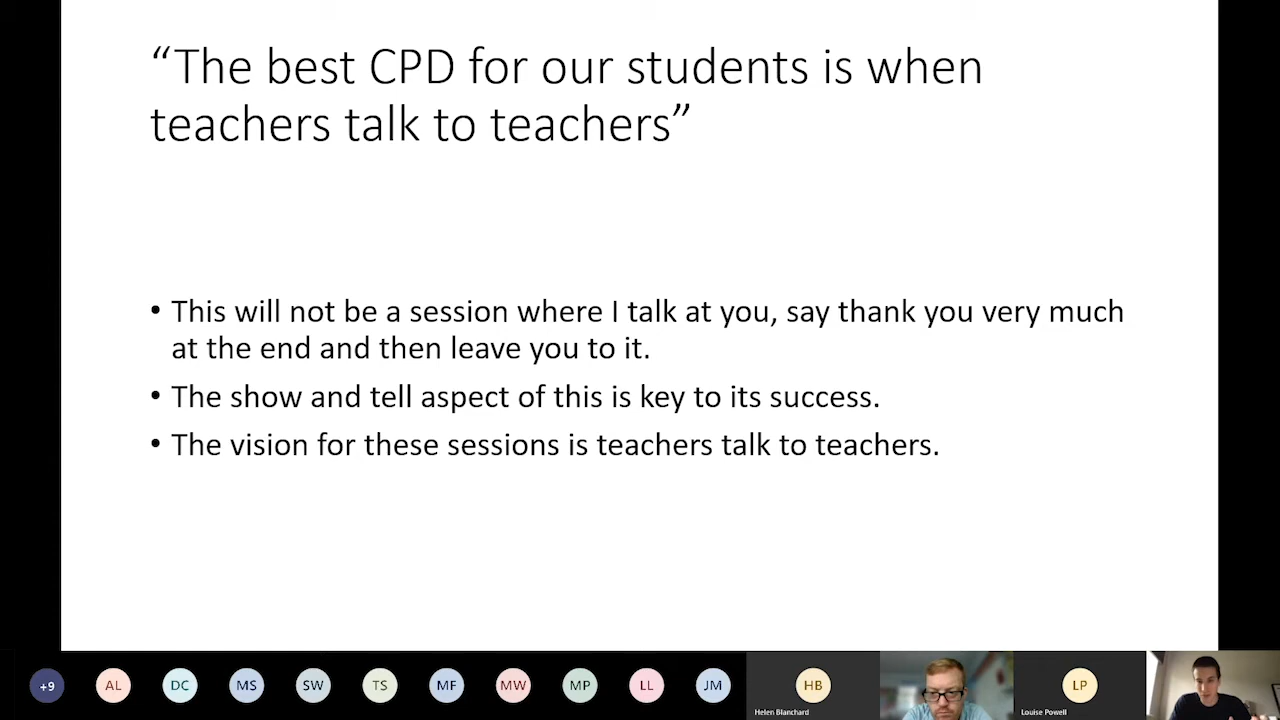 “The best CPD for our students is when
teachers talk to teachers”
• This will not be a session where I talk at you, say thank you very much
at the end and then leave you to it.
• The show and tell aspect of this is key to its success.
• The vision for these sessions is teachers talk to teachers.
+9
AL
DC
MS
SW
TS
MF
MW
MP
LL
JM
HB
Helen Blanchard
LP
Louise Powell